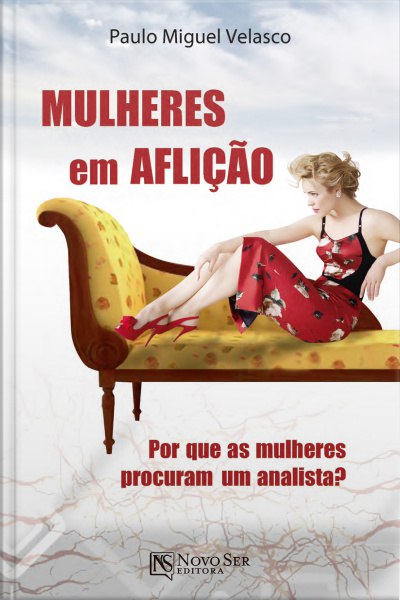 Paulo Miguel Velasco
MULHERES
em AFLIÇÃO
Por que as mulheres
procuram um analista?
NS NOVO SER
EDITORA